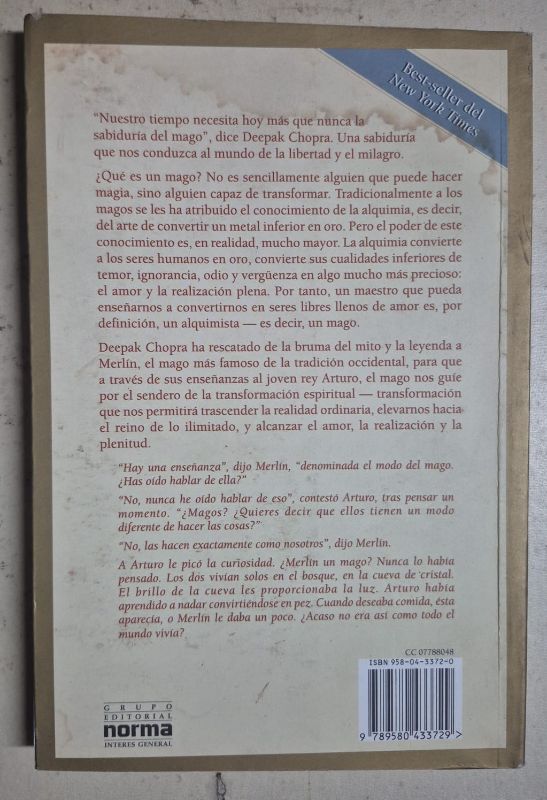 Best-seller del
New York Times
"Nuestro tiempo necesita hoy más que nunca la
sabiduría del mago", dice Deepak Chopra. Una sabiduría
que nos conduzca al mundo de la libertad y el milagro.
¿Qué es un mago? No es sencillamente alguien que puede hacer
magia, sino alguien capaz de transformar. Tradicionalmente a los
magos se les ha atribuido el conocimiento de la alquimia, es decir,
del arte de convertir un metal inferior en oro. Pero el poder de este
conocimiento es, en realidad, mucho mayor. La alquimia convierte
a los seres humanos en oro, convierte sus cualidades inferiores de
temor, ignorancia, odio y vergüenza en algo mucho más precioso:
el amor y la realización plena. Por tanto, un maestro que pueda
enseñarnos a convertirnos en seres libres llenos de amor es, por
definición, un alquimista — es decir, un mago.
Deepak Chopra ha rescatado de la bruma del mito y la leyenda a
Merlín, el mago más famoso de la tradición occidental, para que
a través de sus enseñanzas al joven rey Arturo, el mago nos guíe
por el sendero de la transformación espiritual — transformación
que nos permitirá trascender la realidad ordinaria, elevarnos hacia
el reino de lo ilimitado, y alcanzar el amor, la realización y la
plenitud.
"Hay una enseñanza", dijo Merlín, "denominada el modo del mago.
¿Has oído hablar de ella?"
"No, nunca he oído hablar de eso", contestó Arturo, tras pensar un
momento. "¿Magos? ¿Quieres decir que ellos tienen un modo
diferente de hacer las cosas?"
"No, las hacen exactamente como nosotros", dijo Merlín.
A Arturo le picó la curiosidad. ¿Merlín un mago? Nunca lo había
pensado. Los dos vivían solos en el bosque, en la cueva de cristal.
El brillo de la cueva les proporcionaba la luz. Arturo había
aprendido a nadar convirtiéndose en pez. Cuando deseaba comida, ésta
aparecía, o Merlín le daba un poco. ¿Acaso no era así como todo el
mundo vivía?
CC 07788048
ISBN 958-04-3372-0
9 789580 433729 >
GRUPO
EDITORIAL
norma
INTERES GENERAL